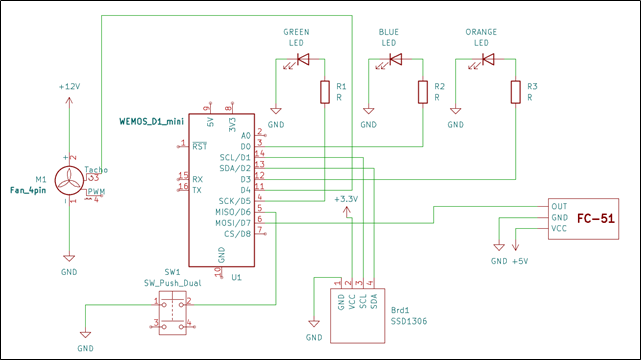 GREEN
LED
BLUE
LED
ORANGE
LED
+12V
R1
R
R2
R
R3
R
GND
GND
GND
WEMOS_D1_mini
9
8
5V
3V3
A0
2
D0
3
SCL/D1
14
SDA/D2
13
D3
12
D4
11
SCK/D5
4
MISO/D6
5
MOSI/D7
6
CS/D8
7
1
RST
15
RX
16
TX
GND
10
U1
+
2
M1
Fan_4pin
Tacho
3
PWM
4
-
1
GND
+3.3V
OUT
GND
VCC
FC-51
GND
+5V
SW1
SW_Push_Dual
1
2
3
4
GND
1
2
3
4
GND
VCC
SCL
SDA
Brd1
SSD1306
GND